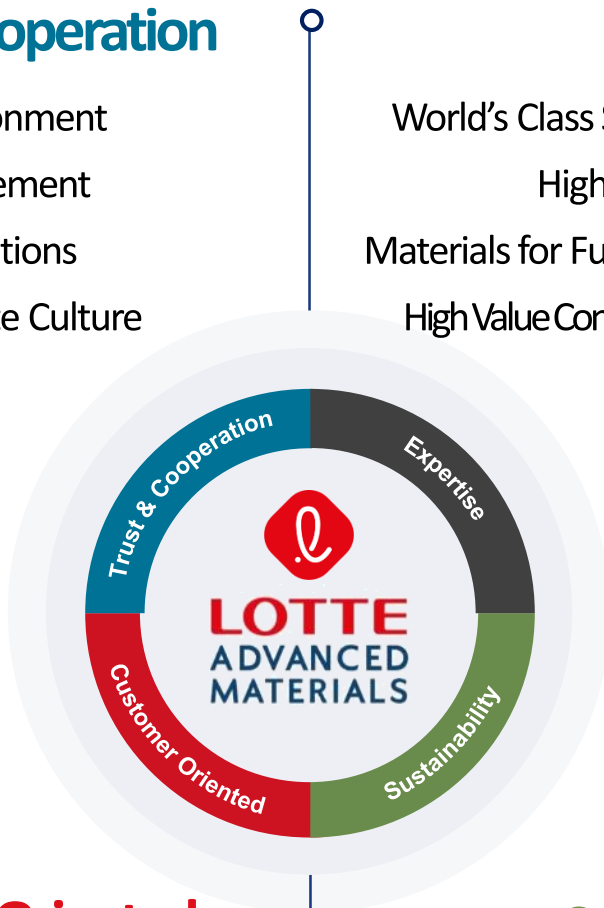 operation
onment
ement
tions
e Culture
World's Class
High
Materials for Fu
High Value Con
Trust & Cooperation
Expertise
LOTTE
ADVANCED
MATERIALS
Customer Oriented
Sustainability